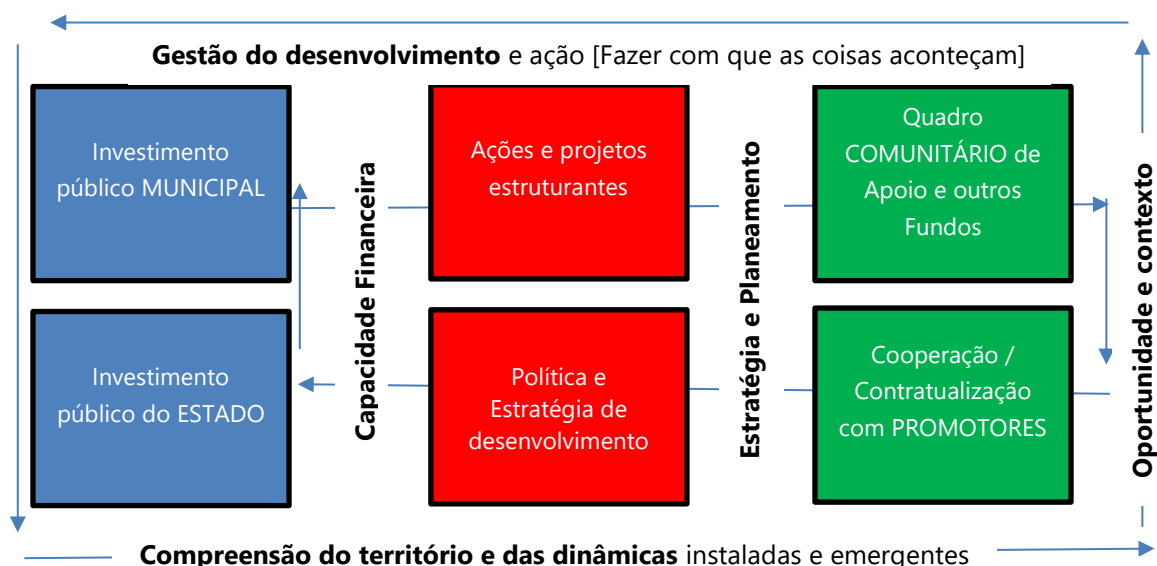 Gestão do desenvolvimento e ação [Fazer com que as coisas aconteçam]
Investimento
público MUNICIPAL
Capacidade Financeira
Ações e projetos
estruturantes
Estratégia e Planeamento
Quadro
COMUNITÁRIO de
Apoio e outros
Fundos
Oportunidade e contexto
Investimento
público do ESTADO
Política e
Estratégia de
desenvolvimento
Cooperação /
Contratualização
com PROMOTORES
Compreensão do território e das dinâmicas instaladas e emergentes